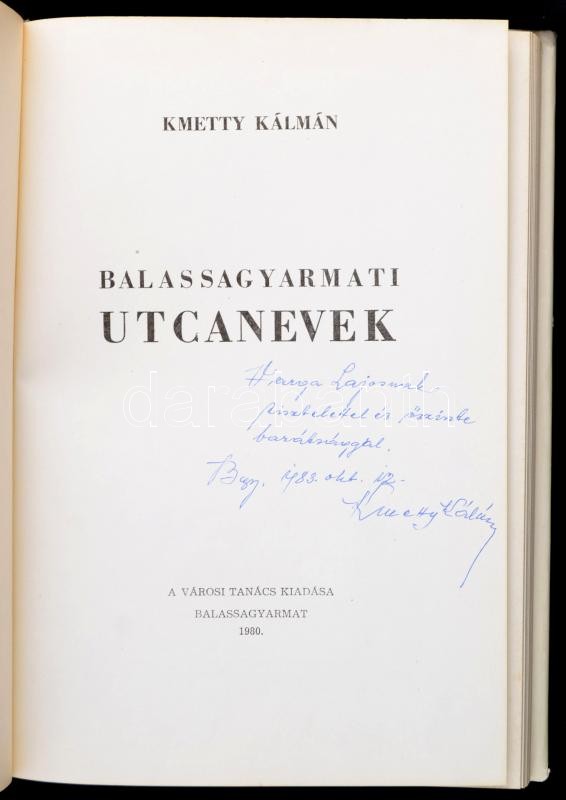 KMETTY KÁLMÁN
BALASSAGYARMATI
UTCANEVEK
Varga Lajosnak
tisztelettel és őszinte
barátsággal.
Bgy. 1983. okt. 12.
Kmetty Kálmán
darabanth
A VÁROSI TANÁCS KIADÁSA
BALASSAGYARMAT
1980.